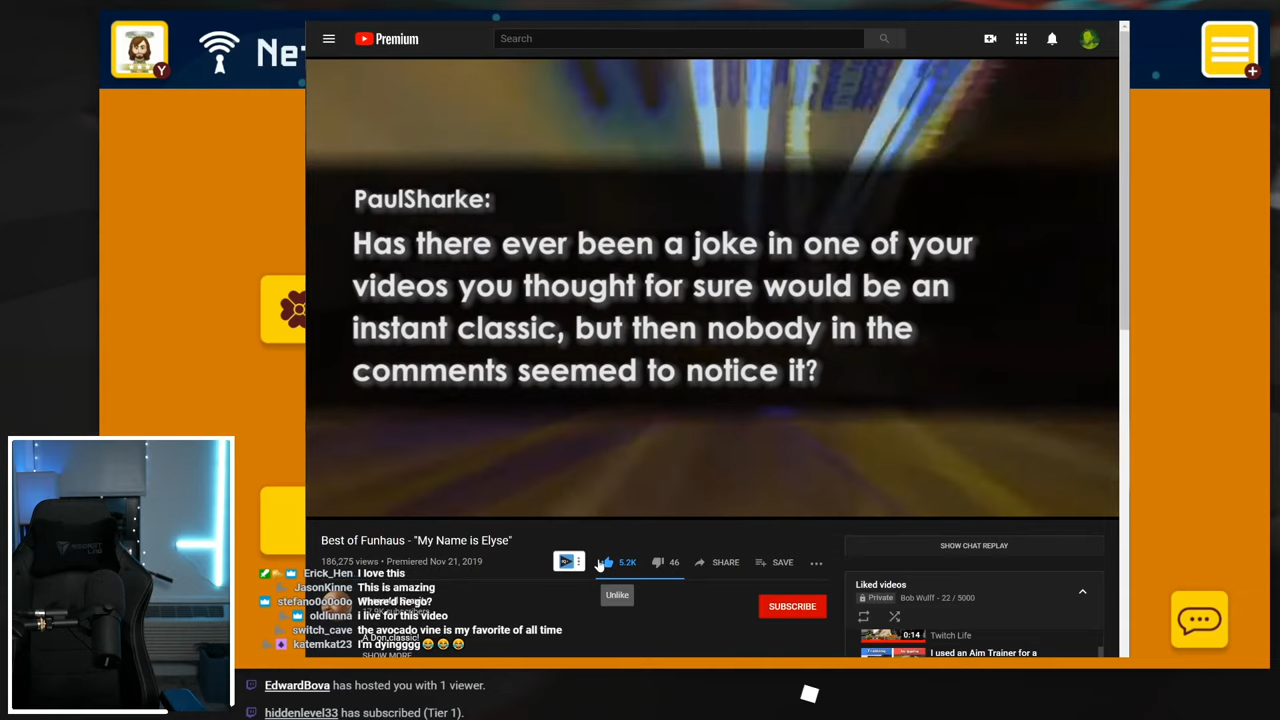 Y
Ne
Premium
Search
+
PaulSharke:
Has there ever been a joke in one of your
videos you thought for sure would be an
instant classic, but then nobody in the
comments seemed to notice it?
Best of Funhaus - "My Name is Elyse"
186,275 views • Premiered Nov 21, 2019
5.2K
46
SHARE
SAVE
Unlike
SUBSCRIBE
SHOW CHAT REPLAY
Liked videos
Private
Bob Wulff - 22 / 5000
0:14
Twitch Life
I used an Aim Trainer for a
Erick_Hen I love this
JasonKinne This is amazing
stefano0o0o0o Where'd he go?
oldlunna i live for this video
switch_cave the avocado vine is my favorite of all time
A Don classic!
katemkat23 I'm dyingggg😂😂😂
SHOW MORE
EdwardBova has hosted you with 1 viewer.
hiddenlevel33 has subscribed (Tier 1).